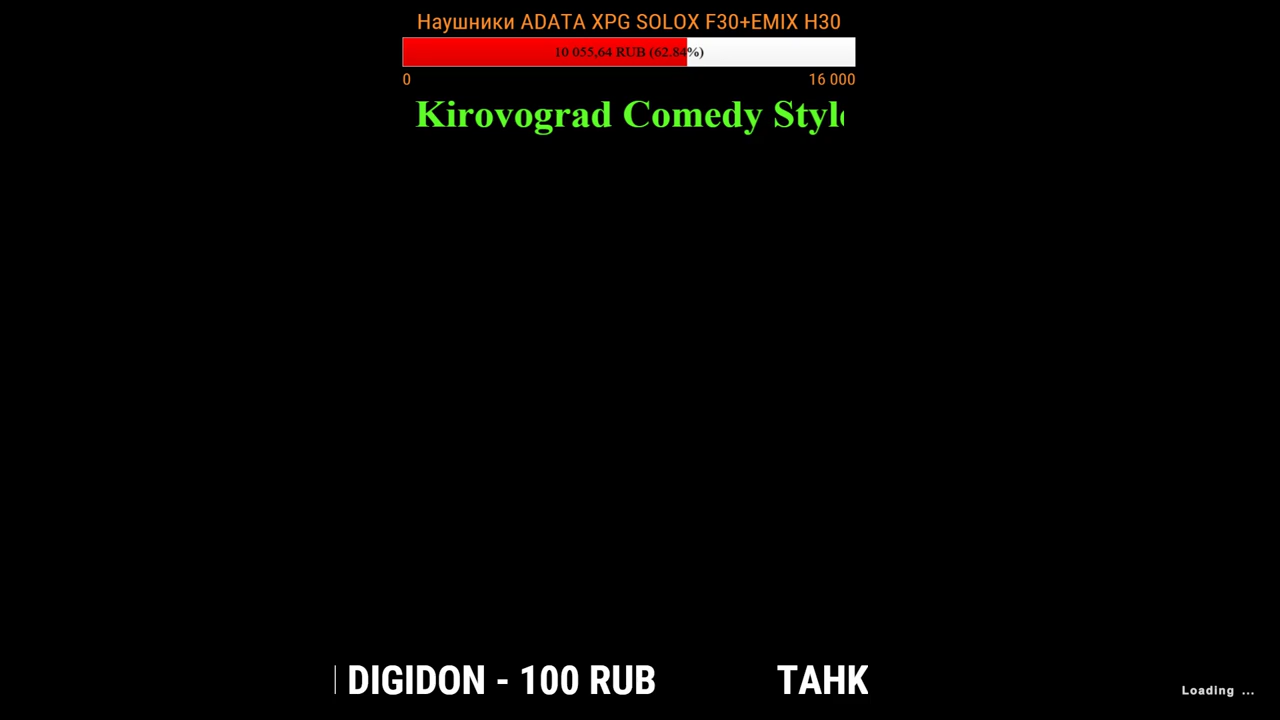 Наушники ADATA XPG SOLOX F30+EMIX H30
10 055,64 RUB (62.84%)
0 16 000
Kirovograd Comedy Style
DIGIDON - 100 RUB ТАНК
Loading ...